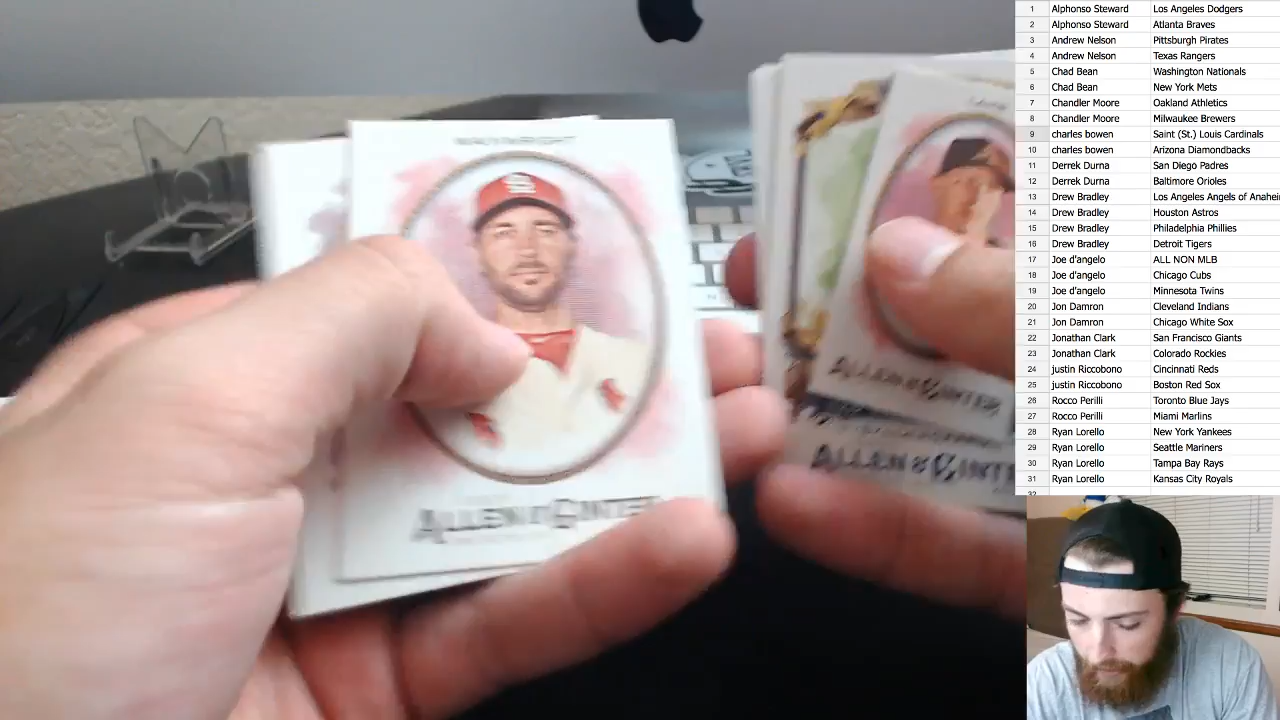 1 Alphonso Steward Los Angeles Dodgers
2 Alphonso Steward Atlanta Braves
3 Andrew Nelson Pittsburgh Pirates
4 Andrew Nelson Texas Rangers
5 Chad Bean Washington Nationals
6 Chad Bean New York Mets
7 Chandler Moore Oakland Athletics
8 Chandler Moore Milwaukee Brewers
9 charles bowen Saint (St.) Louis Cardinals
10 charles bowen Arizona Diamondbacks
11 Derrek Durna San Diego Padres
12 Derrek Durna Baltimore Orioles
13 Drew Bradley Los Angeles Angels of Anahei
14 Drew Bradley Houston Astros
15 Drew Bradley Philadelphia Phillies
16 Drew Bradley Detroit Tigers
17 Joe d'angelo ALL NON MLB
18 Joe d'angelo Chicago Cubs
19 Joe d'angelo Minnesota Twins
20 Jon Damron Cleveland Indians
21 Jon Damron Chicago White Sox
22 Jonathan Clark San Francisco Giants
23 Jonathan Clark Colorado Rockies
24 justin Riccobono Cincinnati Reds
25 justin Riccobono Boston Red Sox
26 Rocco Perilli Toronto Blue Jays
27 Rocco Perilli Miami Marlins
28 Ryan Lorello New York Yankees
29 Ryan Lorello Seattle Mariners
30 Ryan Lorello Tampa Bay Rays
31 Ryan Lorello Kansas City Royals
WAINWRIGHT
ALLEN & GINTER
ALLEN & GINTER
ALLEN & GINTE